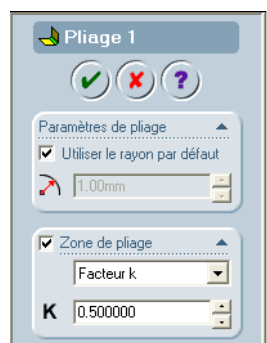 Pliage 1
?
Paramètres de pliage
Utiliser le rayon par défaut
1.00mm
Zone de pliage
Facteur k
K 0.500000